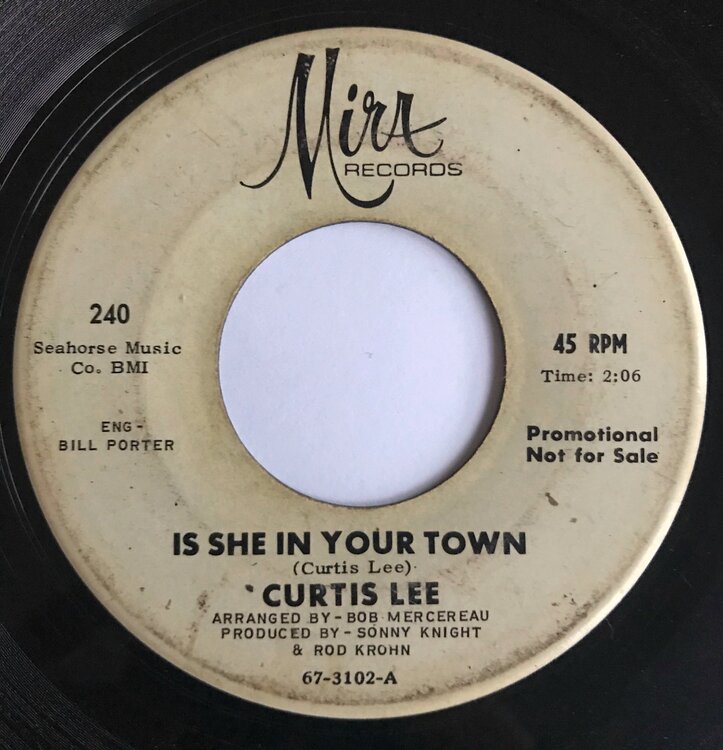 Mira
RECORDS
240
Seahorse Music
Co. BMI
ENG-
BILL PORTER
45 RPM
Time: 2:06
Promotional
Not for Sale
IS SHE IN YOUR TOWN
(Curtis Lee)
CURTIS LEE
ARRANGED BY-BOB MERCEREAU
PRODUCED BY-SONNY KNIGHT
& ROD KROHN
67-3102-A